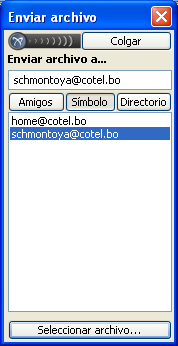 Enviar archivo
Colgar
Enviar archivo a...
schmontoya@cotel.bo
Amigos Símbolo Directorio
home@cotel.bo
schmontoya@cotel.bo
Seleccionar archivo...